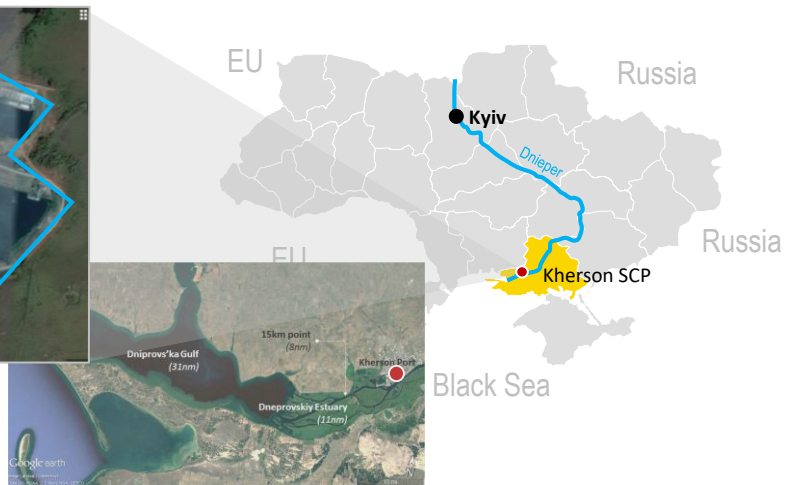 EU
Russia
Kyiv
Dnieper
Russia
EU
Kherson SCP
15km point
(8nm)
Dniprovs'ka Gulf
(31nm)
Kherson Port
Black Sea
Dneprovskiy Estuary
(11nm)
Google earth
N